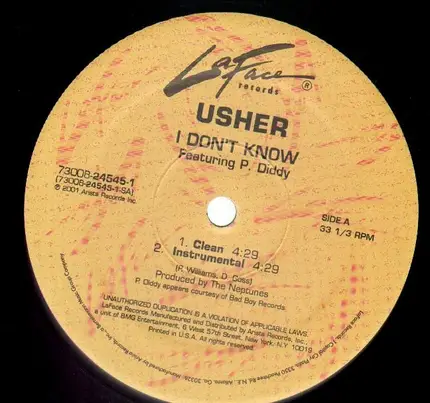 LaFace
records ®
USHER
I DON'T KNOW
Featuring P. Diddy
73008-24545-1
(73008-24545-1-SA)
℗ 2001 Arista Records Inc.
SIDE A
33 1/3 RPM
1. Clean 4:29
2. Instrumental 4:29
(P. Williams, D. Goss)
Produced by The Neptunes
P. Diddy appears courtesy of Bad Boy Records.
UNAUTHORIZED DUPLICATION IS A VIOLATION OF APPLICABLE LAWS.
LaFace Records Manufactured and Distributed by Arista Records, Inc.,
a unit of BMG Entertainment, 6 West 57th Street, New York, N.Y. 10019
Printed in U.S.A. All rights reserved.